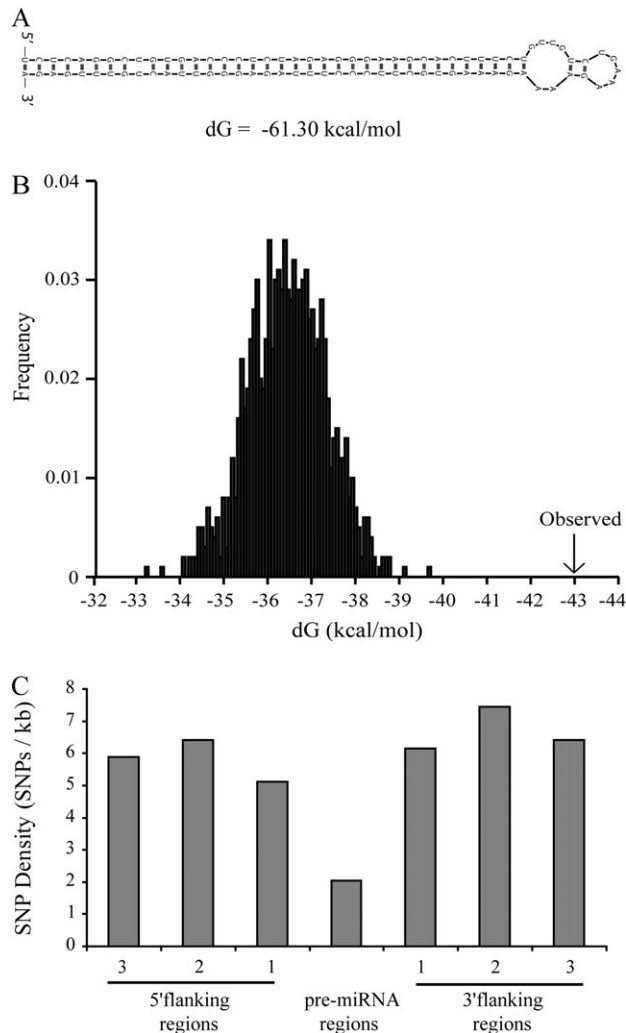 A
5'
3'
dG = -61.30 kcal/mol
B
0.04
0.03
0.02
0.01
0
Frequency
Observed
-32 -33 -34 -35 -36 -37 -38 -39 -40 -41 -42 -43 -44
dG (kcal/mol)
C
8
7
6
5
4
3
2
1
0
SNP Density (SNPs / kb)
3 2 1 1 2 3
5'flanking regions
pre-miRNA regions
3'flanking regions